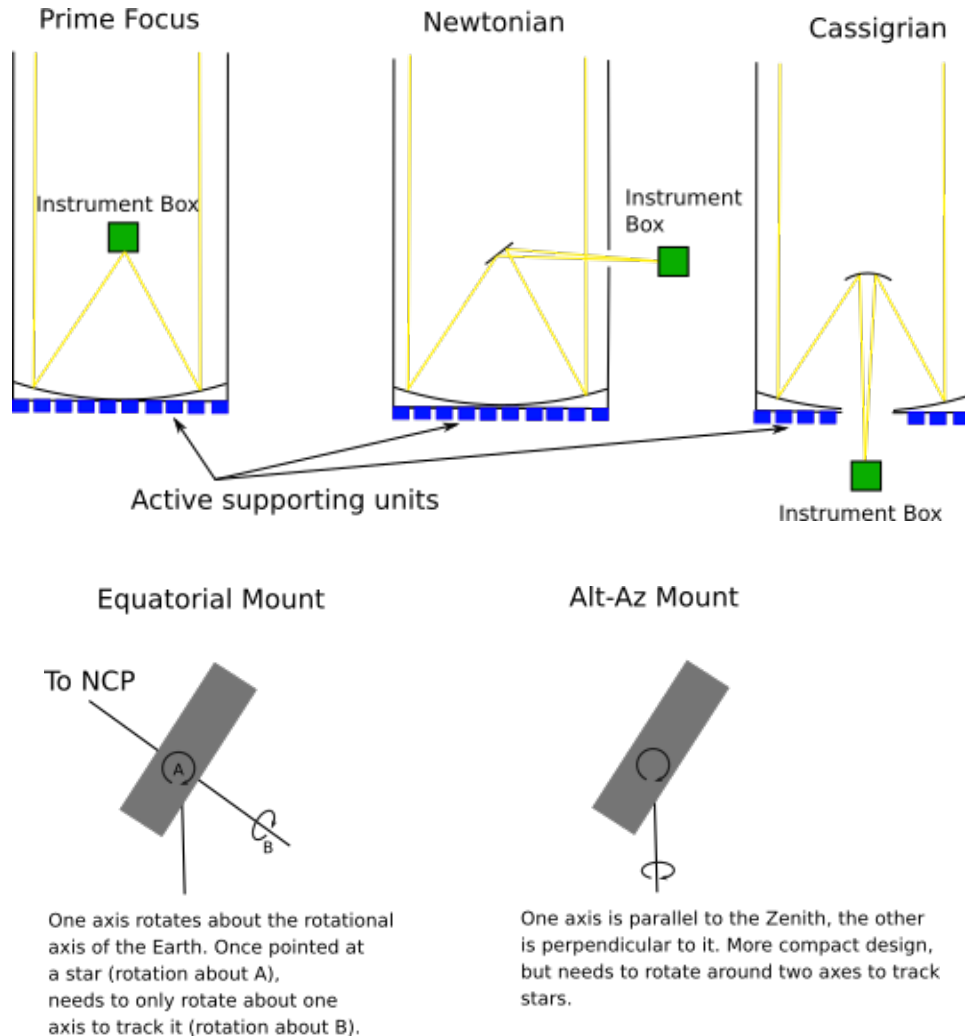 Prime Focus
Newtonian
Cassigrian
Instrument Box
Instrument
Box
Instrument Box
Active supporting units
Equatorial Mount
Alt-Az Mount
To NCP
A
B
One axis rotates about the rotational
axis of the Earth. Once pointed at
a star (rotation about A),
needs to only rotate about one
axis to track it (rotation about B).
One axis is parallel to the Zenith, the other
is perpendicular to it. More compact design,
but needs to rotate around two axes to track
stars.